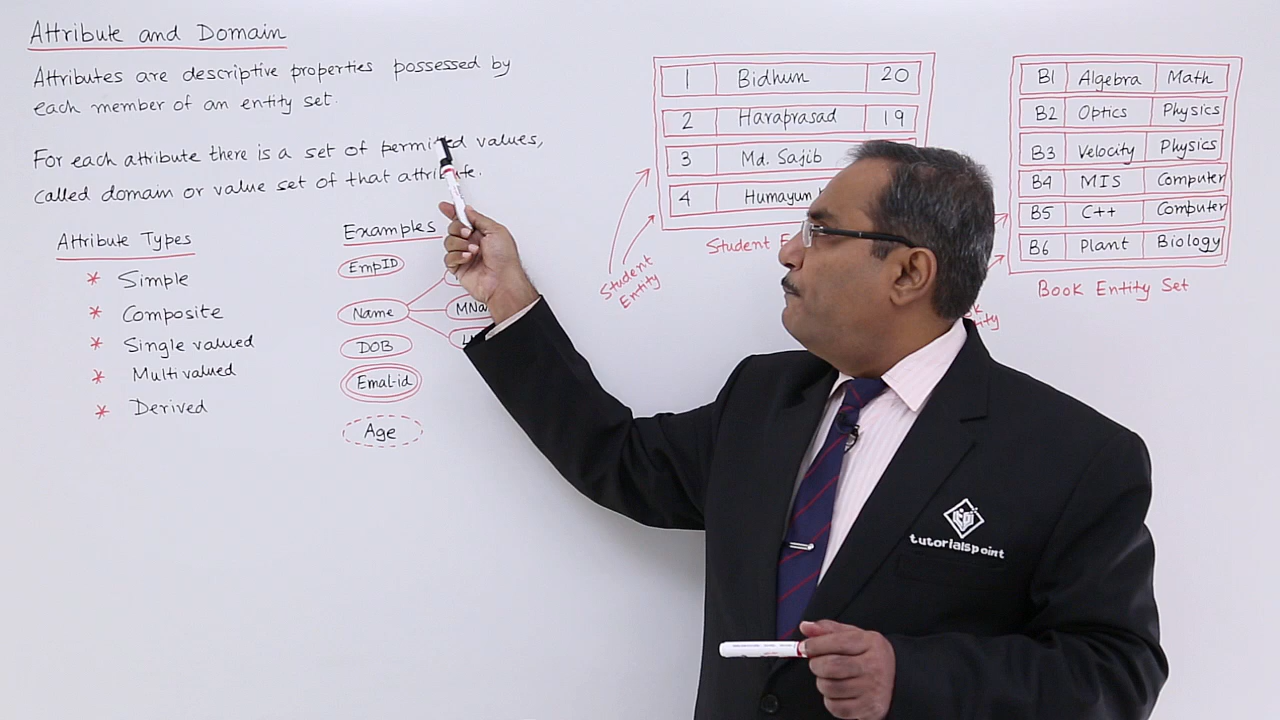 Attribute and Domain
Attributes are descriptive properties possessed by
each member of an entity set.
For each attribute there is a set of permitted values,
called domain or value set of that attribute.
Attribute Types
* Simple
* Composite
* Single valued
* Multivalued
* Derived
Examples
EmpID
Name
DOB
Emal-id
Age
1 Bidhun 20
2 Haraprasad 19
3 Md. Sajib
4 Humayun
Student
Student
Entity
B1 Algebra Math
B2 Optics Physics
B3 Velocity Physics
B4 MIS Computer
B5 C++ Computer
B6 Plant Biology
Book Entity Set
tutorialspoint